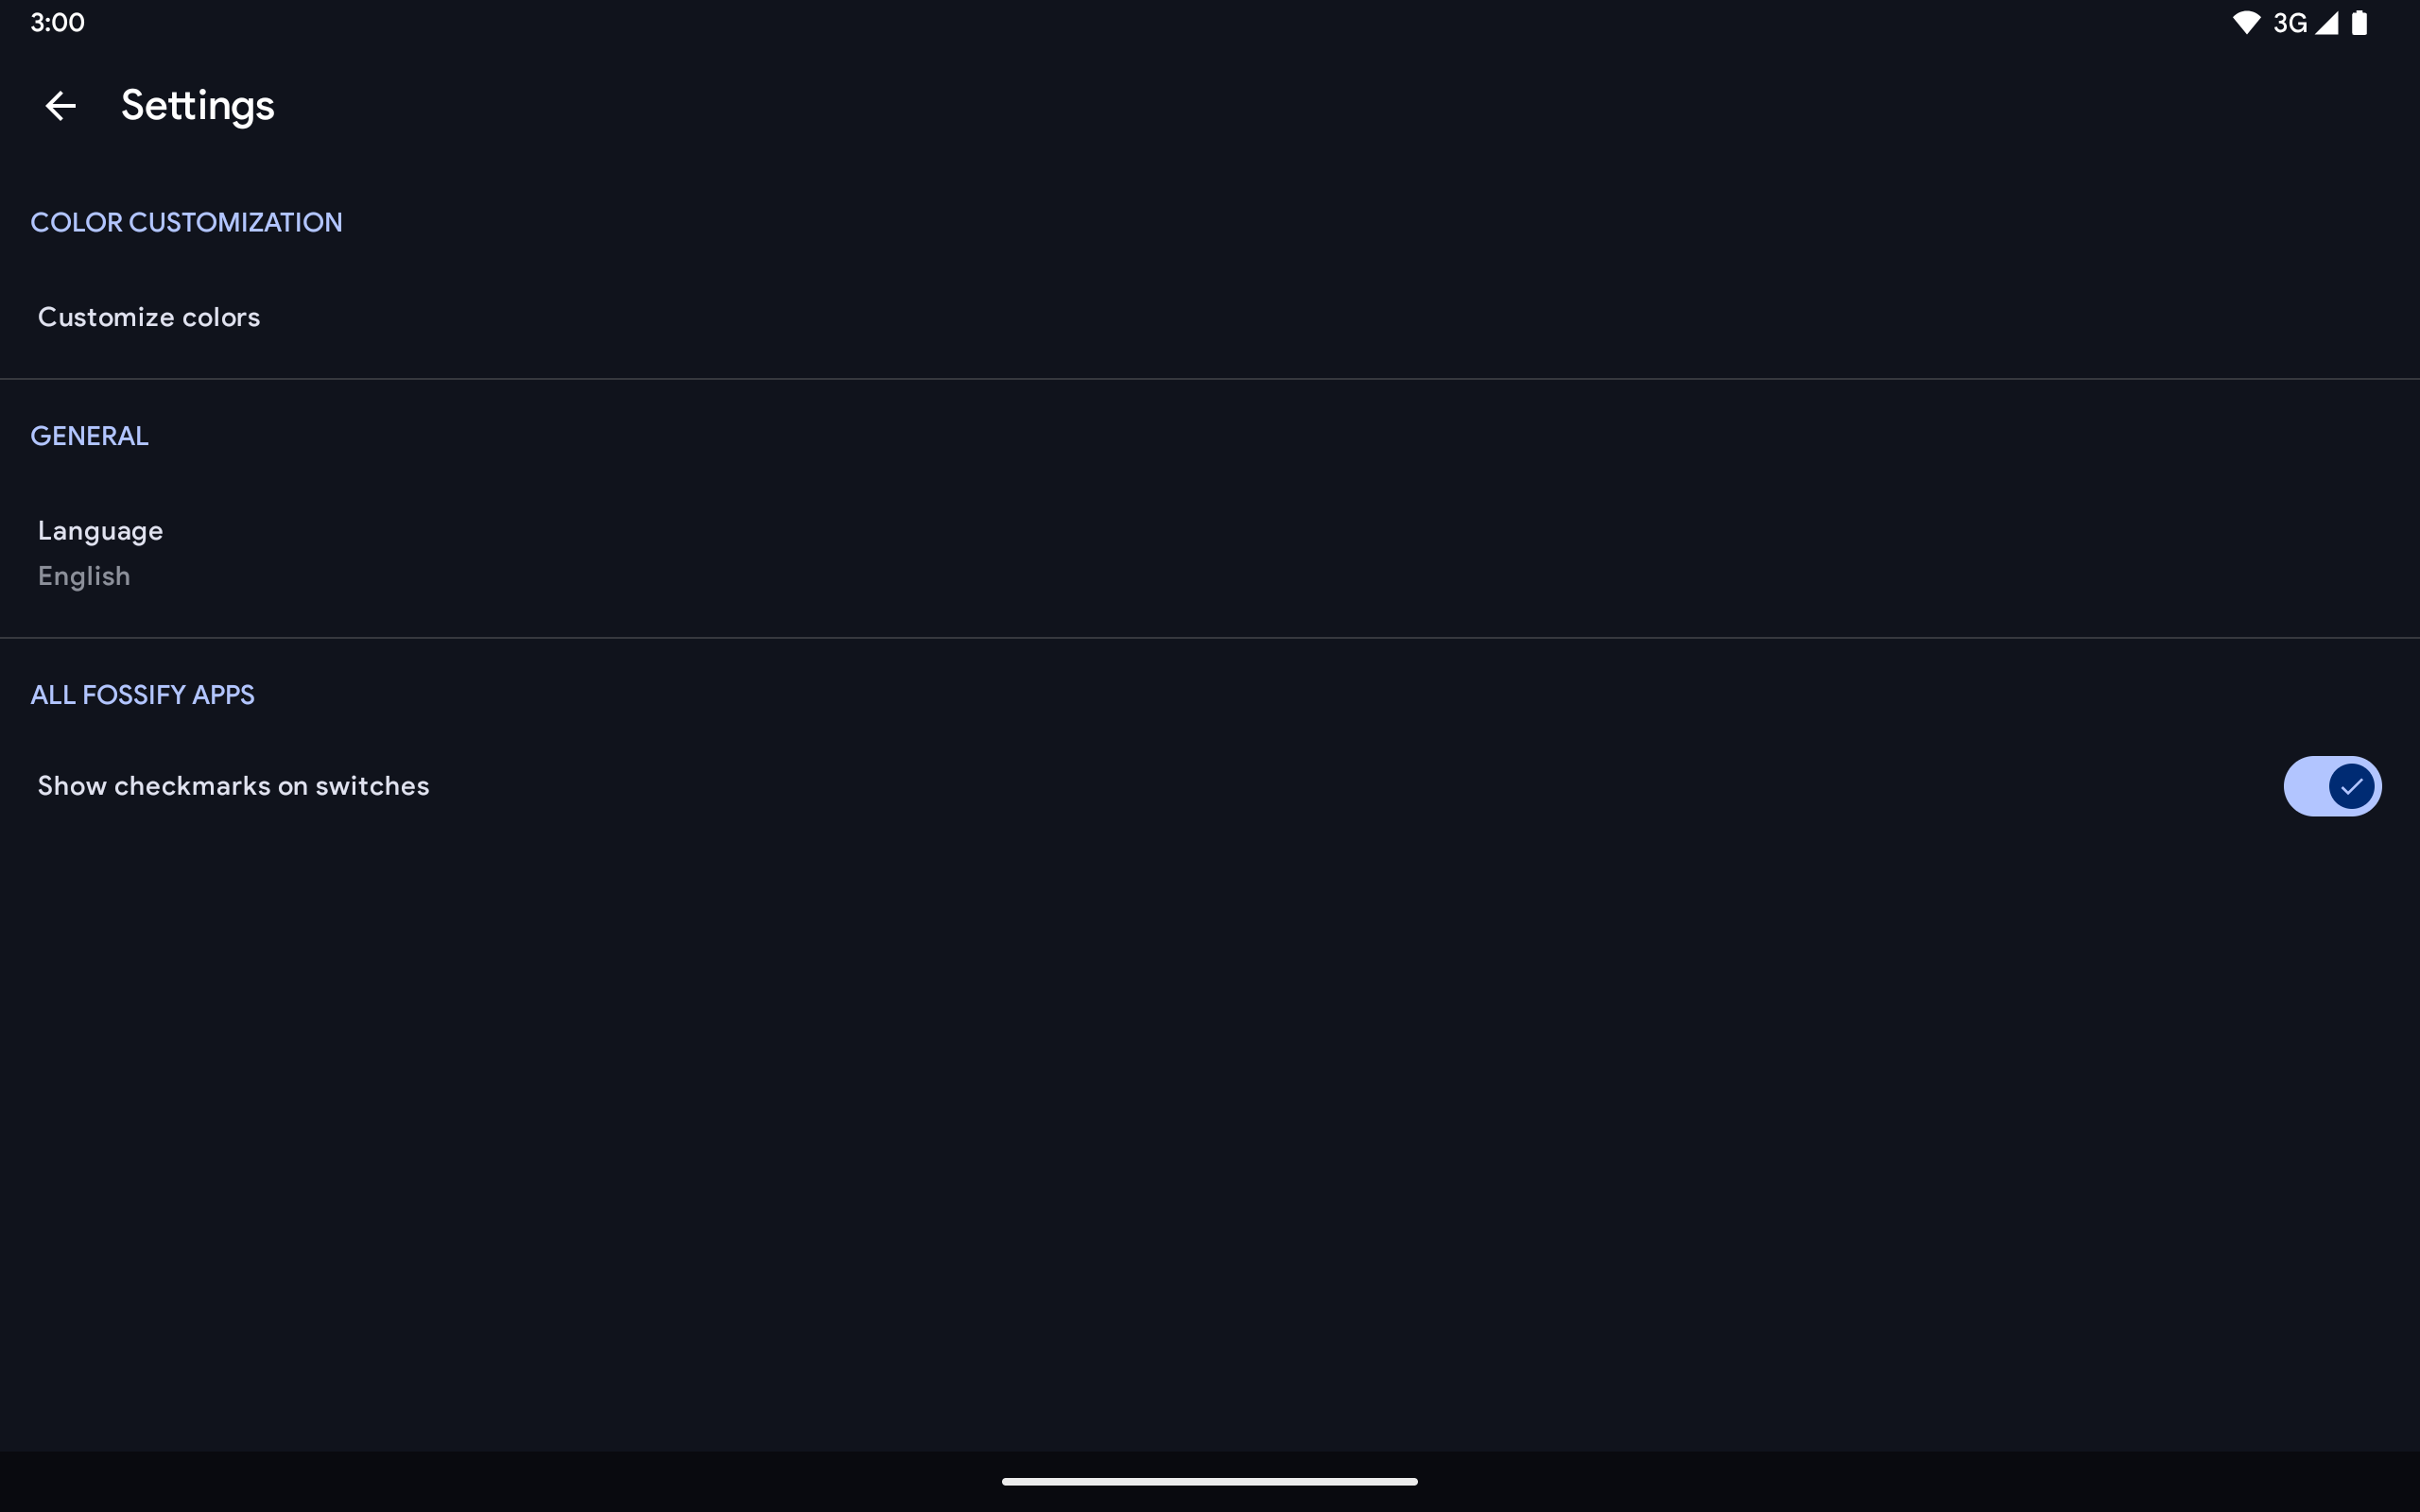 3:00
3G
Settings
COLOR CUSTOMIZATION
Customize colors
GENERAL
Language
English
ALL FOSSIFY APPS
Show checkmarks on switches